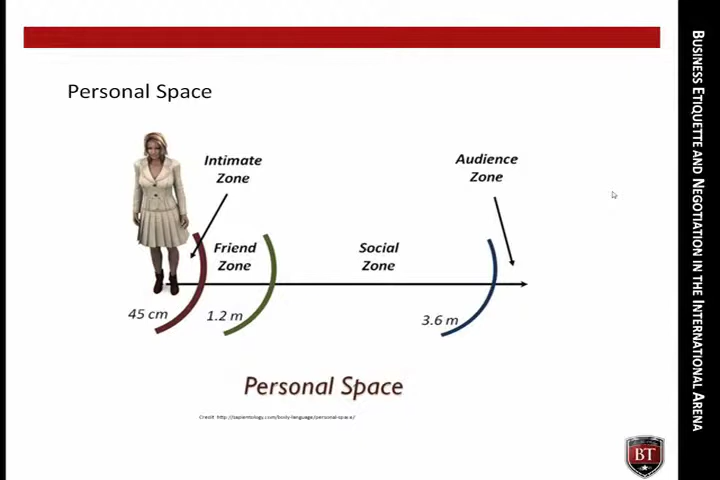 Personal Space
Intimate
Zone
Audience
Zone
Friend
Zone
Social
Zone
45 cm
1.2 m
3.6 m
Personal Space
Credit http://sapientology.com/body-language/personal-space/
BT
BUSINESS ETIQUETTE AND NEGOTIATION IN THE INTERNATIONAL ARENA